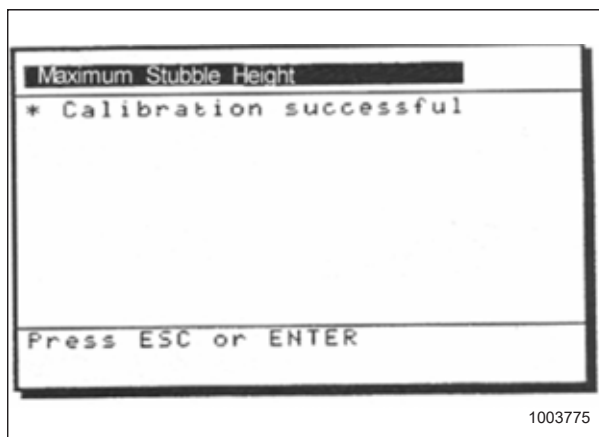 Maximum Stubble Height
* Calibration successful
Press ESC or ENTER
1003775